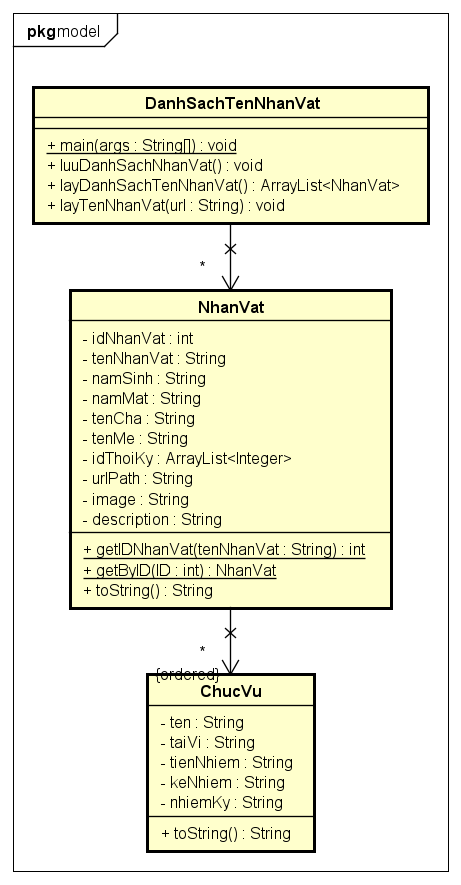 pkg model
DanhSachTenNhanVat
+ main(args : String[]) : void
+ luuDanhSachNhanVat() : void
+ layDanhSachTenNhanVat() : ArrayList<NhanVat>
+ layTenNhanVat(url : String) : void
*
NhanVat
- idNhanVat : int
- tenNhanVat : String
- namSinh : String
- namMat : String
- tenCha : String
- tenMe : String
- idThoiKy : ArrayList<Integer>
- urlPath : String
- image : String
- description : String
+ getIDNhanVat(tenNhanVat : String) : int
+ getByID(ID : int) : NhanVat
+ toString() : String
*
{ordered}
ChucVu
- ten : String
- taiVi : String
- tienNhiem : String
- keNhiem : String
- nhiemKy : String
+ toString() : String